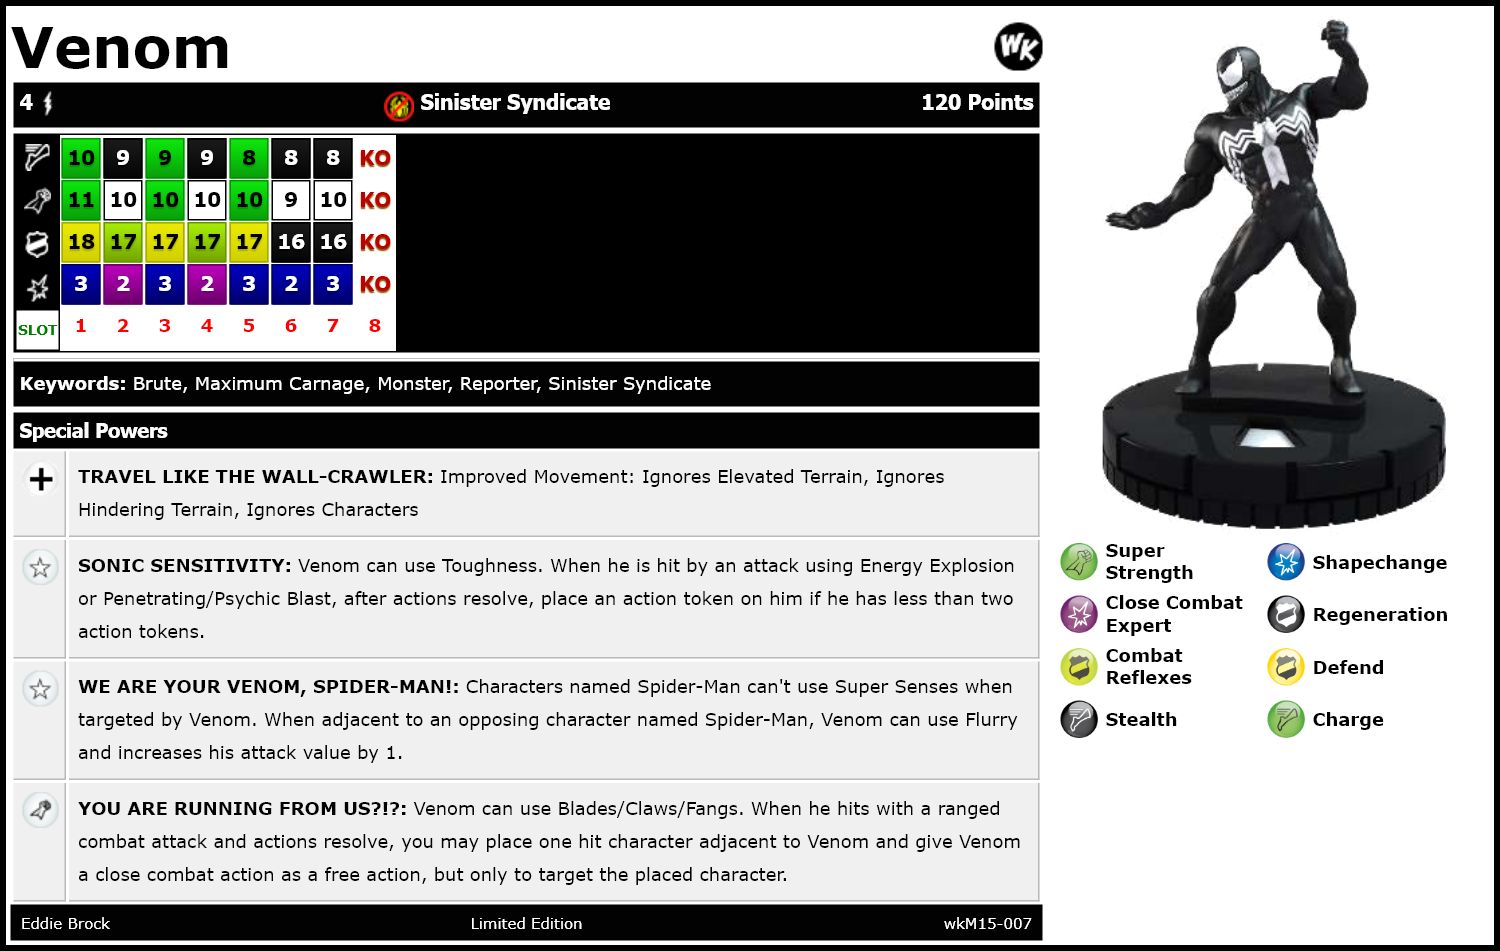 Venom
WK
4
Sinister Syndicate
120 Points
10 9 9 9 8 8 8 KO
11 10 10 10 10 9 10 KO
18 17 17 17 17 16 16 KO
3 2 3 2 3 2 3 KO
SLOT 1 2 3 4 5 6 7 8
Keywords: Brute, Maximum Carnage, Monster, Reporter, Sinister Syndicate
Special Powers
TRAVEL LIKE THE WALL-CRAWLER: Improved Movement: Ignores Elevated Terrain, Ignores
Hindering Terrain, Ignores Characters
SONIC SENSITIVITY: Venom can use Toughness. When he is hit by an attack using Energy Explosion
or Penetrating/Psychic Blast, after actions resolve, place an action token on him if he has less than two
action tokens.
WE ARE YOUR VENOM, SPIDER-MAN!: Characters named Spider-Man can't use Super Senses when
targeted by Venom. When adjacent to an opposing character named Spider-Man, Venom can use Flurry
and increases his attack value by 1.
YOU ARE RUNNING FROM US?!?: Venom can use Blades/Claws/Fangs. When he hits with a ranged
combat attack and actions resolve, you may place one hit character adjacent to Venom and give Venom
a close combat action as a free action, but only to target the placed character.
Eddie Brock
Limited Edition
wkM15-007
Super
Strength
Shapechange
Close Combat
Expert
Regeneration
Combat
Reflexes
Defend
Stealth
Charge